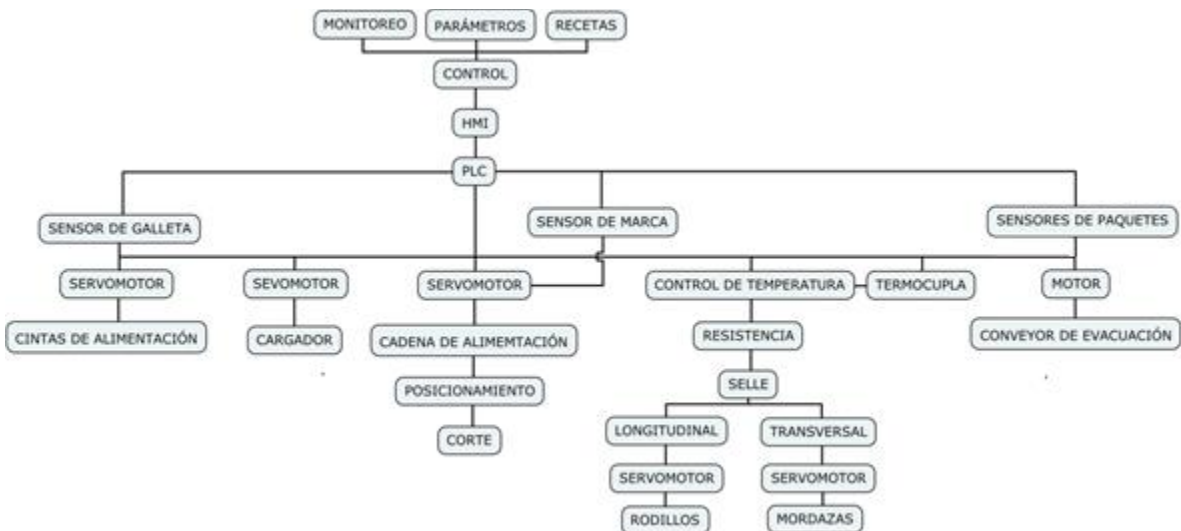 MONITOREO
PARÁMETROS
RECETAS
CONTROL
HMI
PLC
SENSOR DE GALLETA
SENSOR DE MARCA
SENSORES DE PAQUETES
SERVOMOTOR
SEVOMOTOR
SERVOMOTOR
CONTROL DE TEMPERATURA
TERMOCUPLA
MOTOR
CINTAS DE ALIMENTACIÓN
CARGADOR
CADENA DE ALIMEMTACIÓN
RESISTENCIA
CONVEYOR DE EVACUACIÓN
POSICIONAMIENTO
SELLE
CORTE
LONGITUDINAL
TRANSVERSAL
SERVOMOTOR
SERVOMOTOR
RODILLOS
MORDAZAS